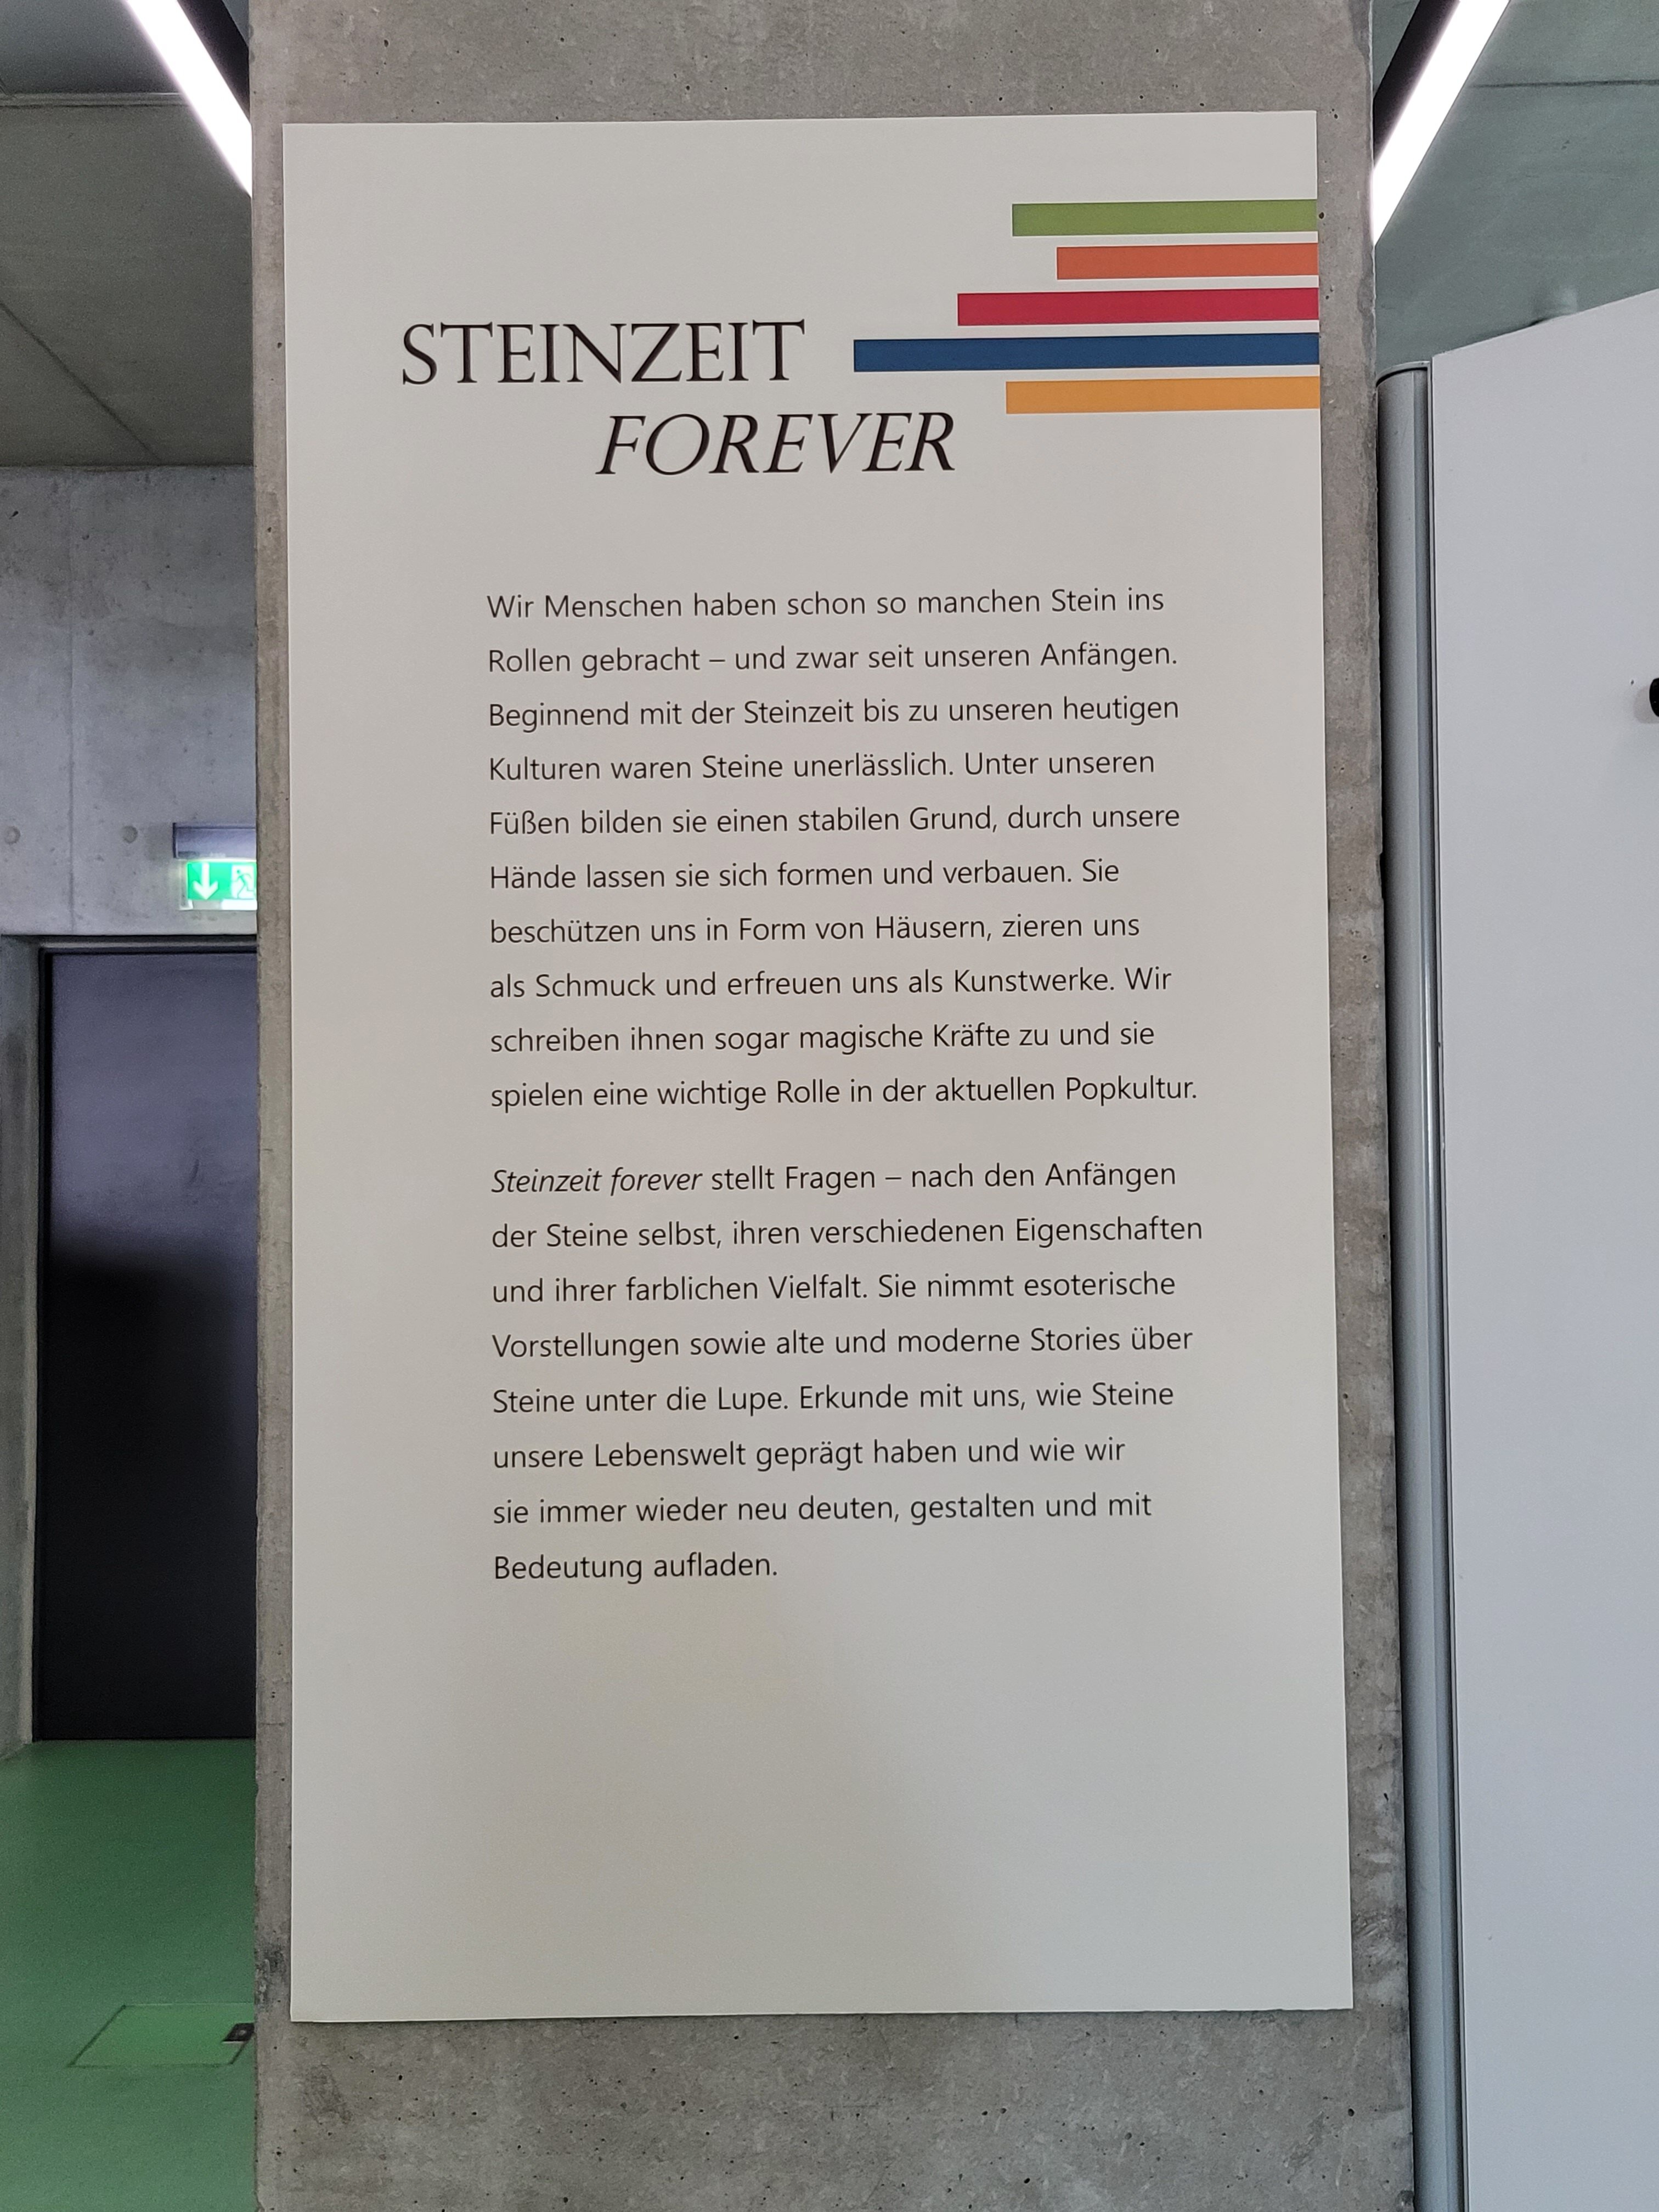 STEINZEIT
FOREVER
Wir Menschen haben schon so manchen Stein ins
Rollen gebracht – und zwar seit unseren Anfängen.
Beginnend mit der Steinzeit bis zu unseren heutigen
Kulturen waren Steine unerlässlich. Unter unseren
Füßen bilden sie einen stabilen Grund, durch unsere
Hände lassen sie sich formen und verbauen. Sie
beschützen uns in Form von Häusern, zieren uns
als Schmuck und erfreuen uns als Kunstwerke. Wir
schreiben ihnen sogar magische Kräfte zu und sie
spielen eine wichtige Rolle in der aktuellen Popkultur.
Steinzeit forever stellt Fragen – nach den Anfängen
der Steine selbst, ihren verschiedenen Eigenschaften
und ihrer farblichen Vielfalt. Sie nimmt esoterische
Vorstellungen sowie alte und moderne Stories über
Steine unter die Lupe. Erkunde mit uns, wie Steine
unsere Lebenswelt geprägt haben und wie wir
sie immer wieder neu deuten, gestalten und mit
Bedeutung aufladen.